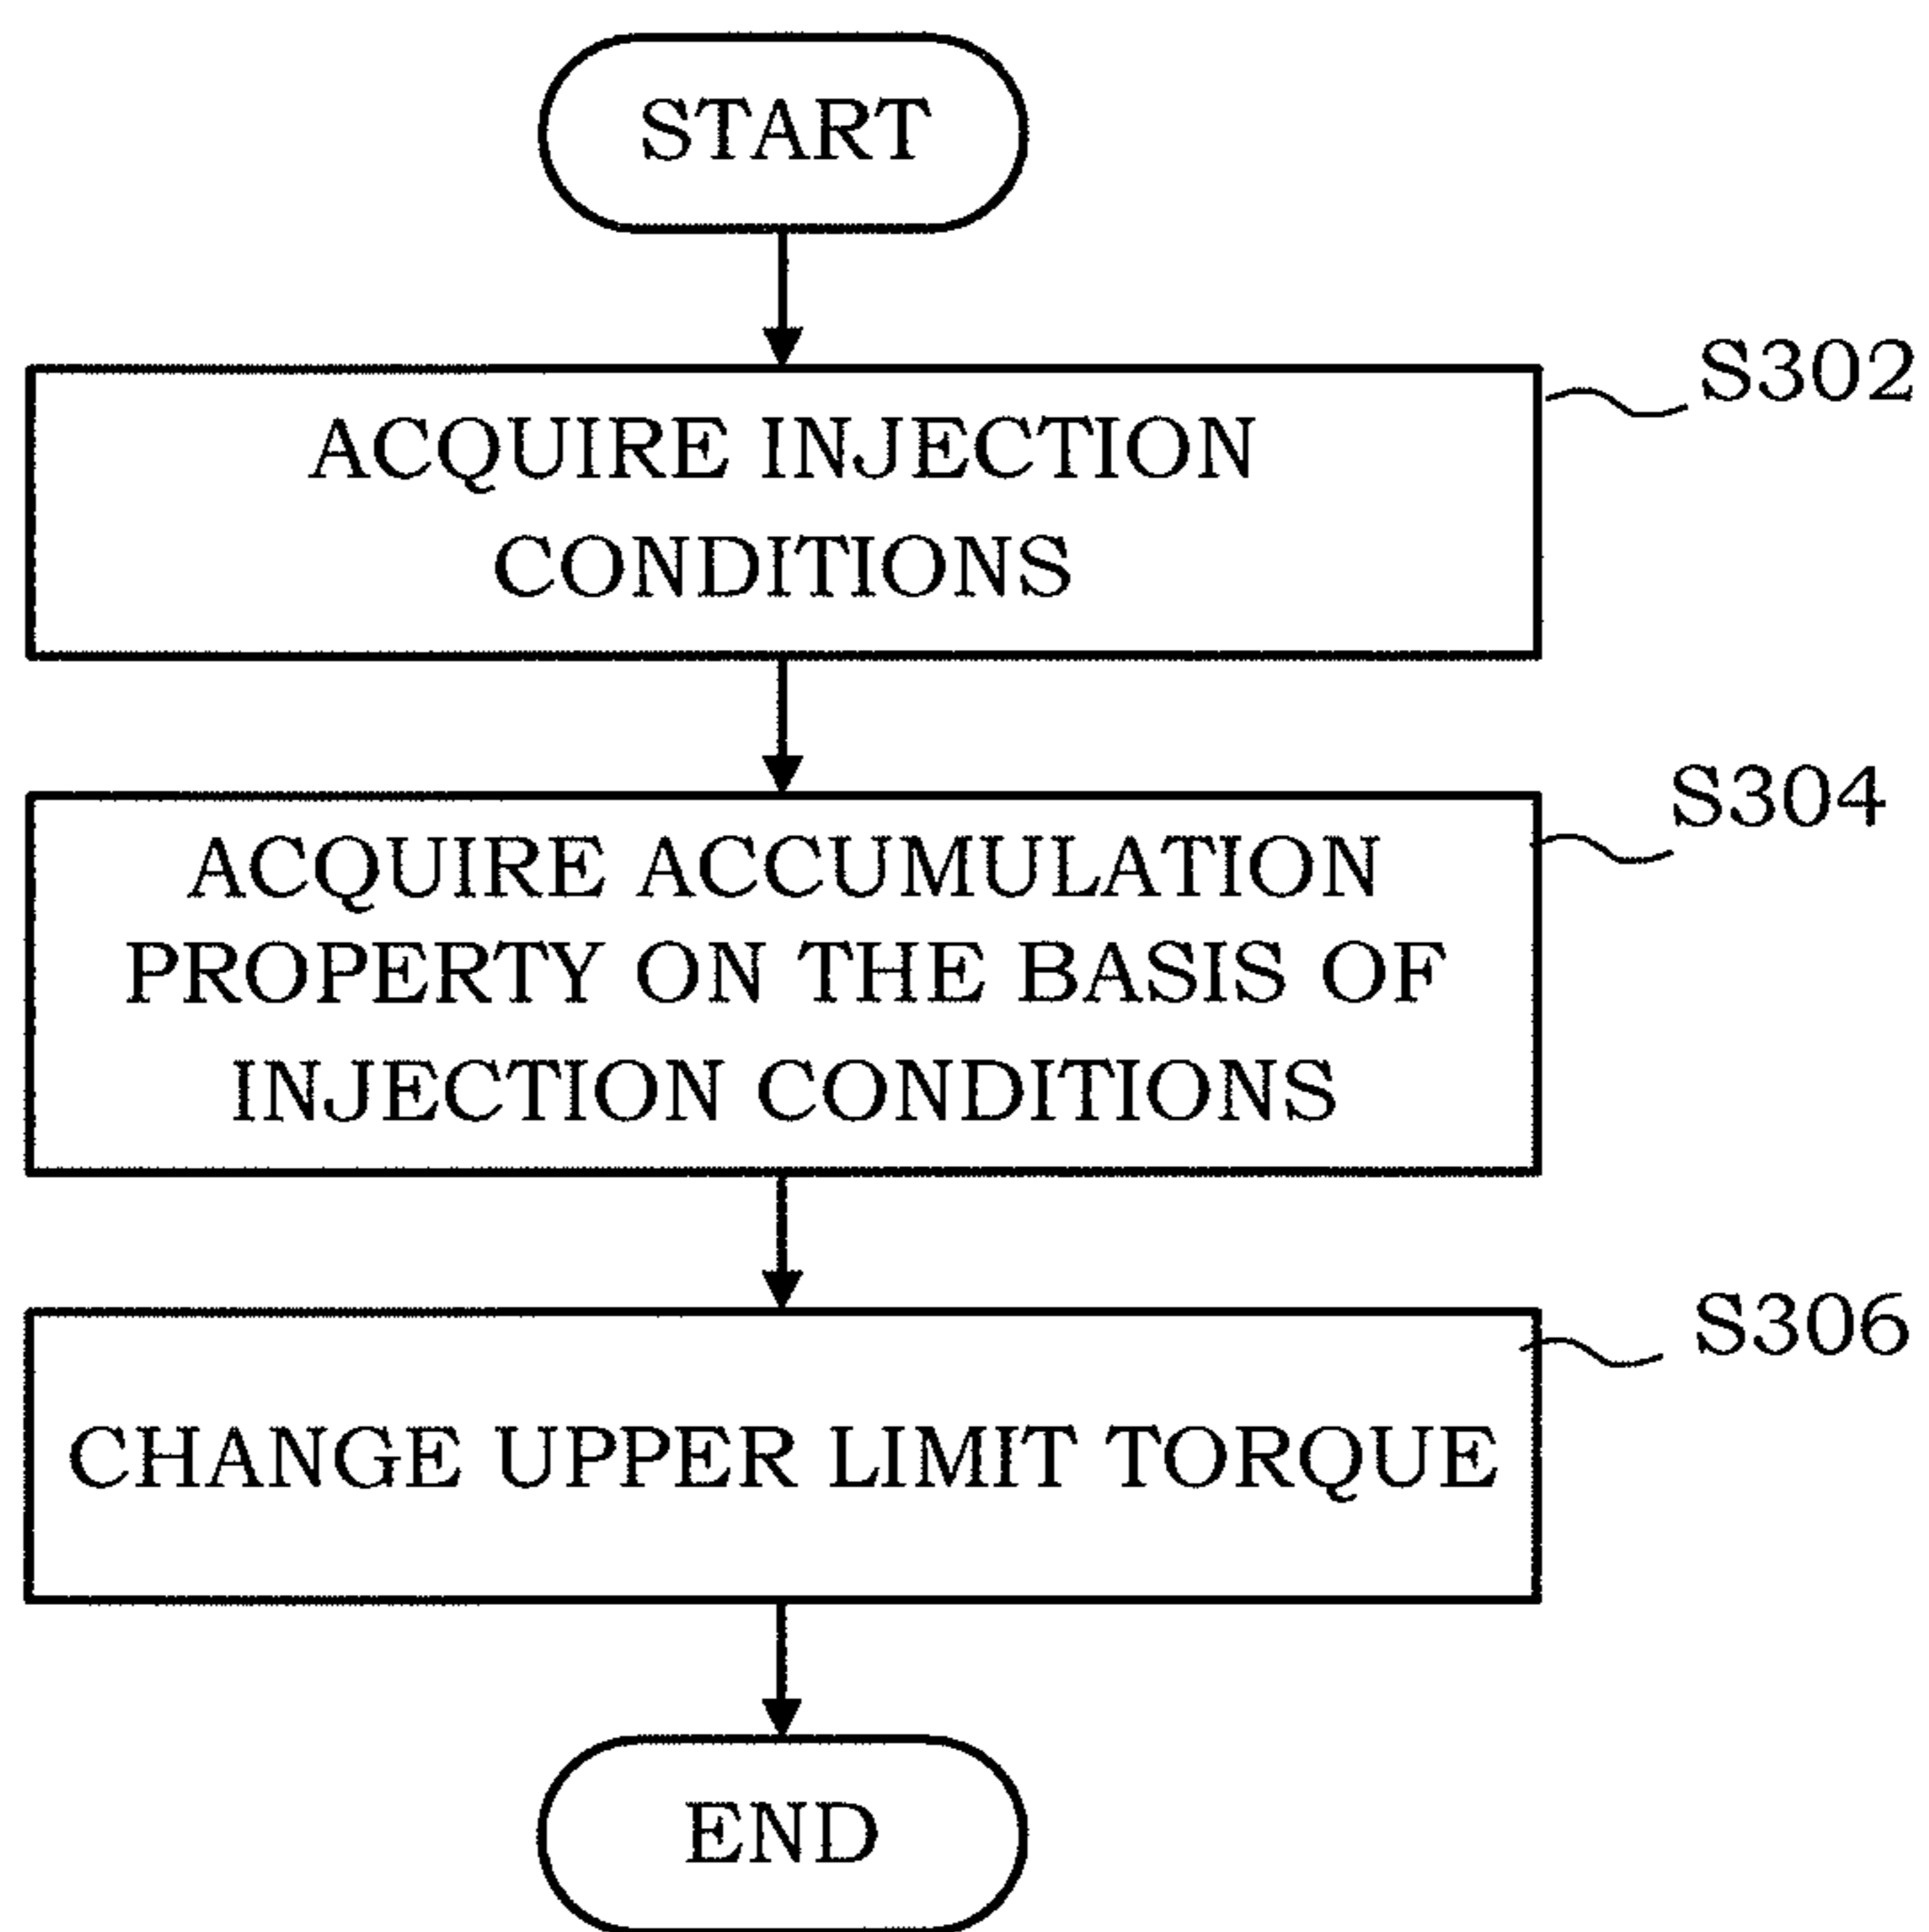 START
S302
ACQUIRE INJECTION
CONDITIONS
S304
ACQUIRE ACCUMULATION
PROPERTY ON THE BASIS OF
INJECTION CONDITIONS
S306
CHANGE UPPER LIMIT TORQUE
END